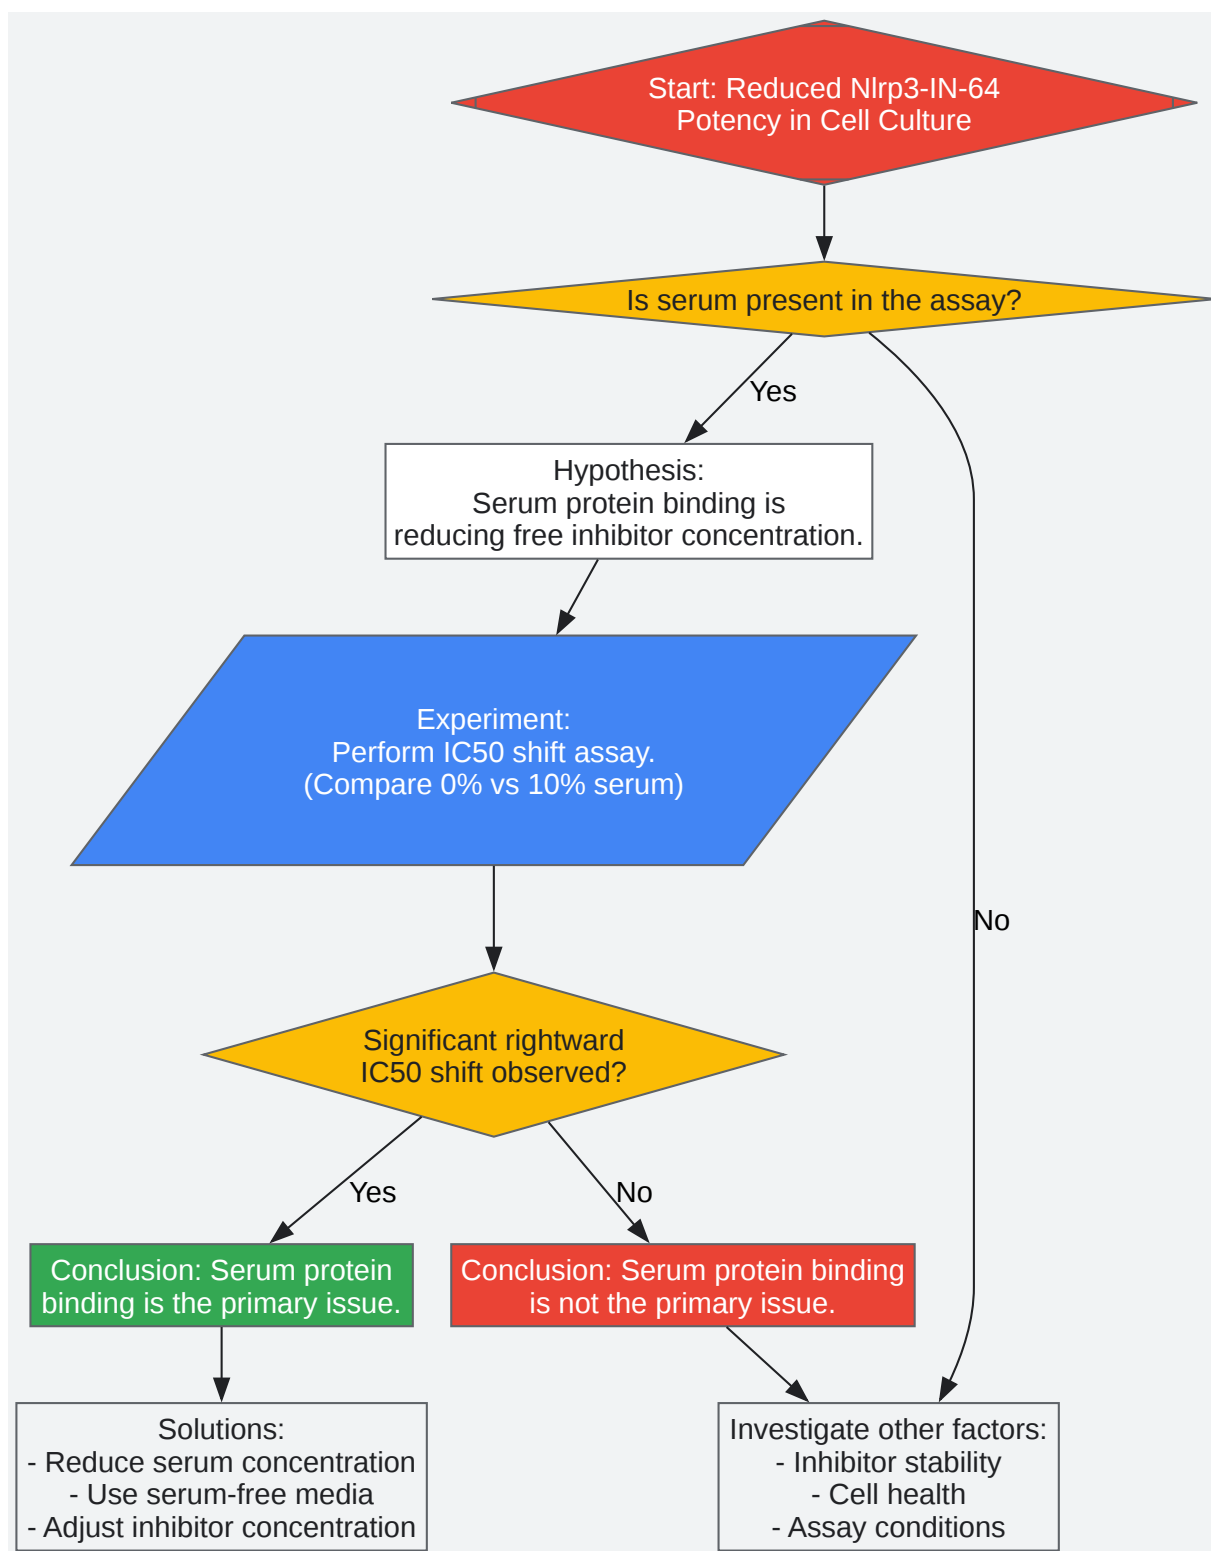 Start: Reduced Nlrp3-IN-64
Potency in Cell Culture
Is serum present in the assay?
Yes
Hypothesis:
Serum protein binding is
reducing free inhibitor concentration.
Experiment:
Perform IC50 shift assay.
(Compare 0% vs 10% serum)
No
Significant rightward
IC50 shift observed?
Yes
No
Conclusion: Serum protein
binding is the primary issue.
Conclusion: Serum protein binding
is not the primary issue.
Solutions:
- Reduce serum concentration
- Use serum-free media
- Adjust inhibitor concentration
Investigate other factors:
- Inhibitor stability
- Cell health
- Assay conditions